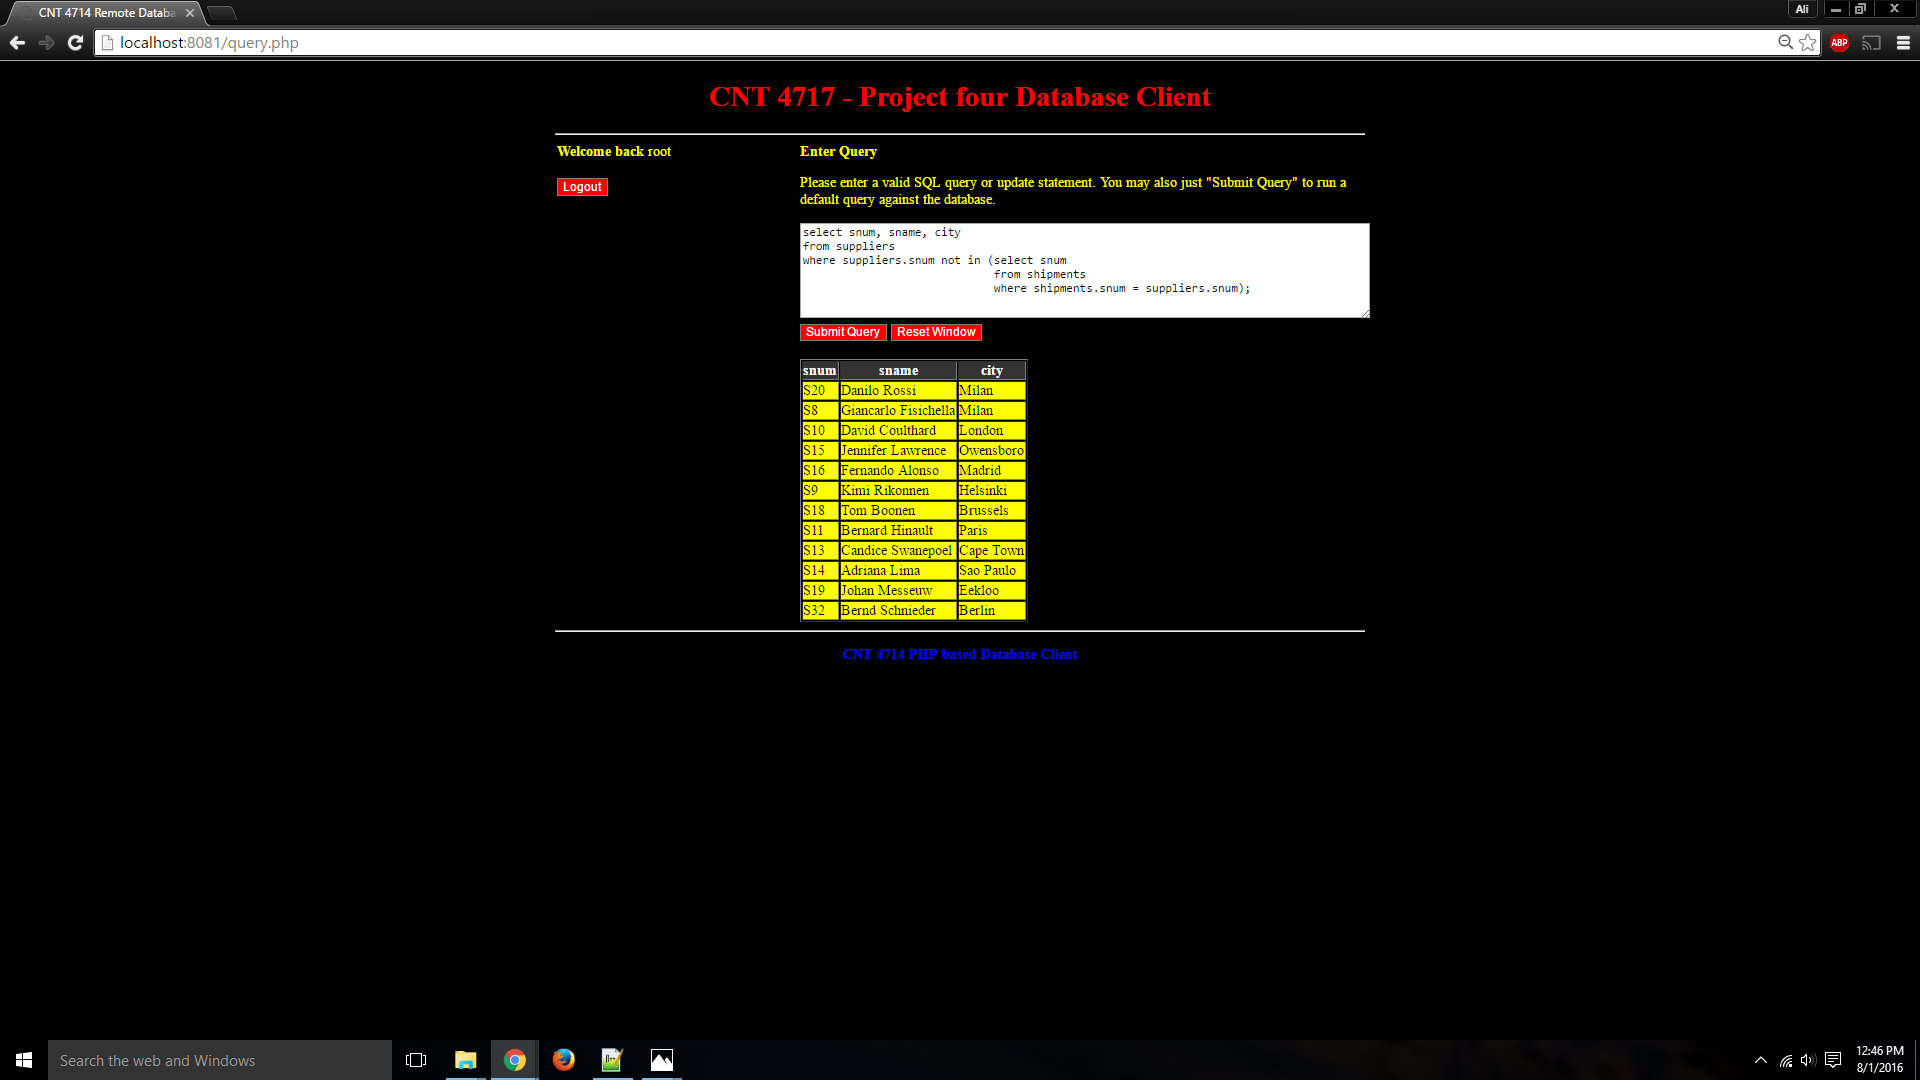 CNT 4714 Remote Databa
Ali
localhost:8081/query.php
ABP
CNT 4717 - Project four Database Client
Welcome back root
Logout
Enter Query
Please enter a valid SQL query or update statement. You may also just "Submit Query" to run a
default query against the database.
select snum, sname, city
from suppliers
where suppliers.snum not in (select snum
from shipments
where shipments.snum = suppliers.snum);
Submit Query Reset Window
snum sname city
S20 Danilo Rossi Milan
S8 Giancarlo Fisichella Milan
S10 David Coulthard London
S15 Jennifer Lawrence Owensboro
S16 Fernando Alonso Madrid
S9 Kimi Rikonnen Helsinki
S18 Tom Boonen Brussels
S11 Bernard Hinault Paris
S13 Candice Swanepoel Cape Town
S14 Adriana Lima Sao Paulo
S19 Johan Messeuw Eekloo
S32 Bernd Schnieder Berlin
CNT 4714 PHP based Database Client
Search the web and Windows
12:46 PM
8/1/2016